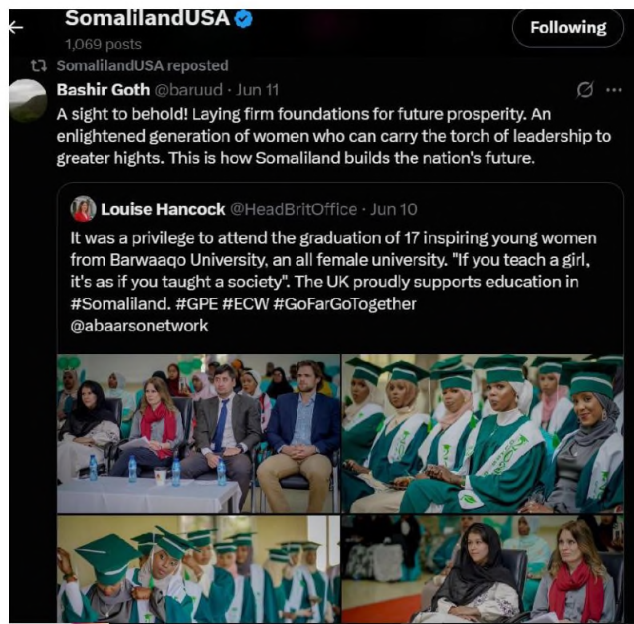 SomalilandUSA
1,069 posts
Following
SomalilandUSA reposted
Bashir Goth @baruud · Jun 11
A sight to behold! Laying firm foundations for future prosperity. An
enlightened generation of women who can carry the torch of leadership to
greater hights. This is how Somaliland builds the nation's future.
Louise Hancock @HeadBritOffice · Jun 10
It was a privilege to attend the graduation of 17 inspiring young women
from Barwaaqo University, an all female university. "If you teach a girl,
it's as if you taught a society". The UK proudly supports education in
#Somaliland. #GPE #ECW #GoFarGoTogether
@abaarsonetwork